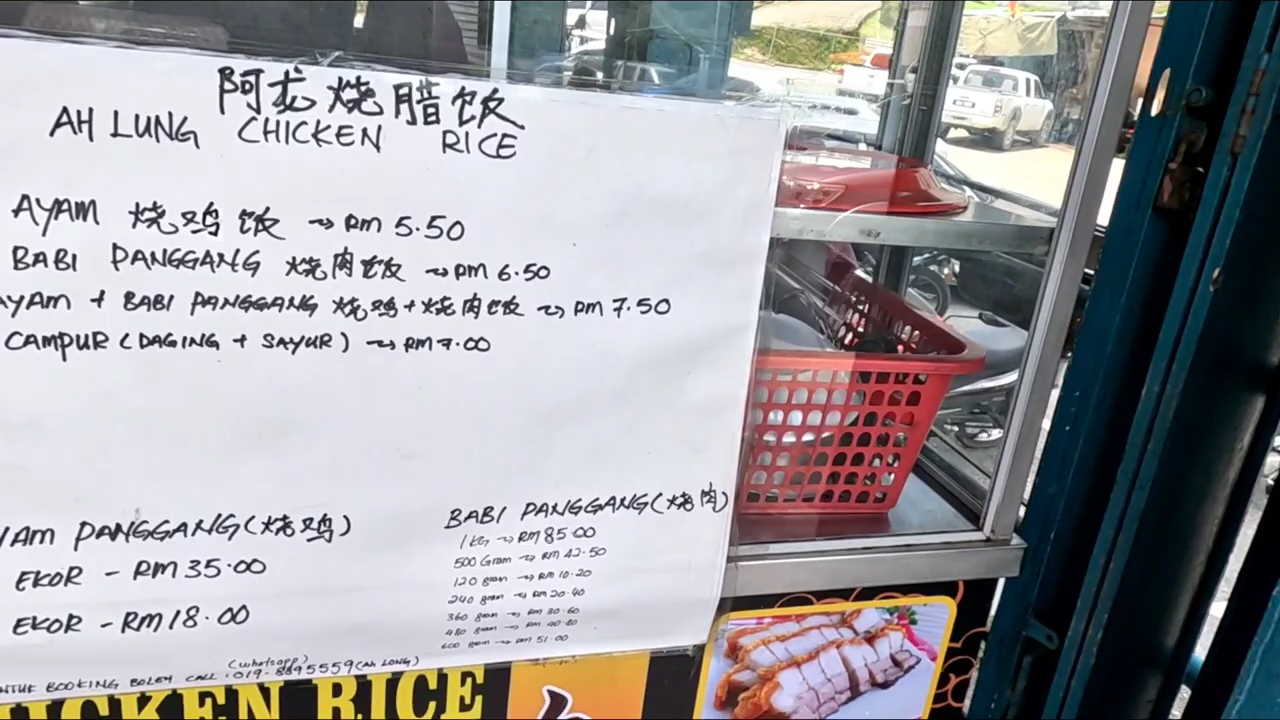 阿龙烧腊饭
AH LUNG CHICKEN RICE
AYAM 烧鸡饭 → RM 5.50
BABI PANGGANG 烧肉饭 → RM 6.50
AYAM + BABI PANGGANG 烧鸡+烧肉饭 → RM 7.50
CAMPUR (DAGING + SAYUR) → RM 7.00
AYAM PANGGANG (烧鸡)
EKOR - RM 35.00
EKOR - RM 18.00
BABI PANGGANG (烧肉)
1 KG → RM 85.00
500 Gram → RM 42.50
120 gram → RM 10.20
240 gram → RM 20.40
360 gram → RM 30.60
480 gram → RM 40.80
600 gram → RM 51.00
(whatsapp)
UNTUK BOOKING BOLEH CALL : 019-8895559 (AH LONG)
CHICKEN RICE